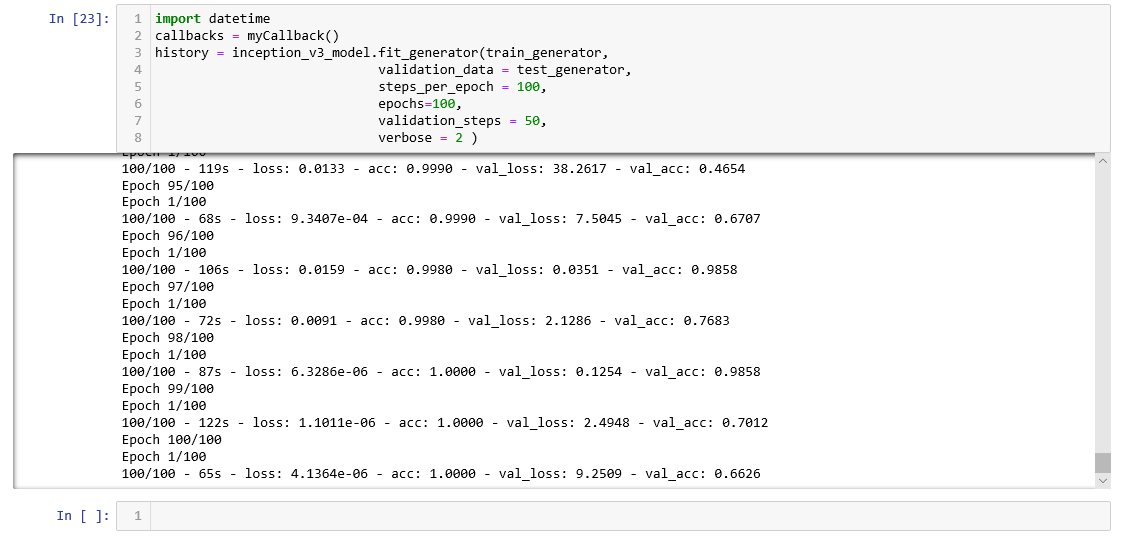 In [23]:
1 import datetime
2 callbacks = myCallback()
3 history = inception_v3_model.fit_generator(train_generator,
4 validation_data = test_generator,
5 steps_per_epoch = 100,
6 epochs=100,
7 validation_steps = 50,
8 verbose = 2 )
Epoch 1/100
100/100 - 119s - loss: 0.0133 - acc: 0.9990 - val_loss: 38.2617 - val_acc: 0.4654
Epoch 95/100
Epoch 1/100
100/100 - 68s - loss: 9.3407e-04 - acc: 0.9990 - val_loss: 7.5045 - val_acc: 0.6707
Epoch 96/100
Epoch 1/100
100/100 - 106s - loss: 0.0159 - acc: 0.9980 - val_loss: 0.0351 - val_acc: 0.9858
Epoch 97/100
Epoch 1/100
100/100 - 72s - loss: 0.0091 - acc: 0.9980 - val_loss: 2.1286 - val_acc: 0.7683
Epoch 98/100
Epoch 1/100
100/100 - 87s - loss: 6.3286e-06 - acc: 1.0000 - val_loss: 0.1254 - val_acc: 0.9858
Epoch 99/100
Epoch 1/100
100/100 - 122s - loss: 1.1011e-06 - acc: 1.0000 - val_loss: 2.4948 - val_acc: 0.7012
Epoch 100/100
Epoch 1/100
100/100 - 65s - loss: 4.1364e-06 - acc: 1.0000 - val_loss: 9.2509 - val_acc: 0.6626
In [ ]:
1